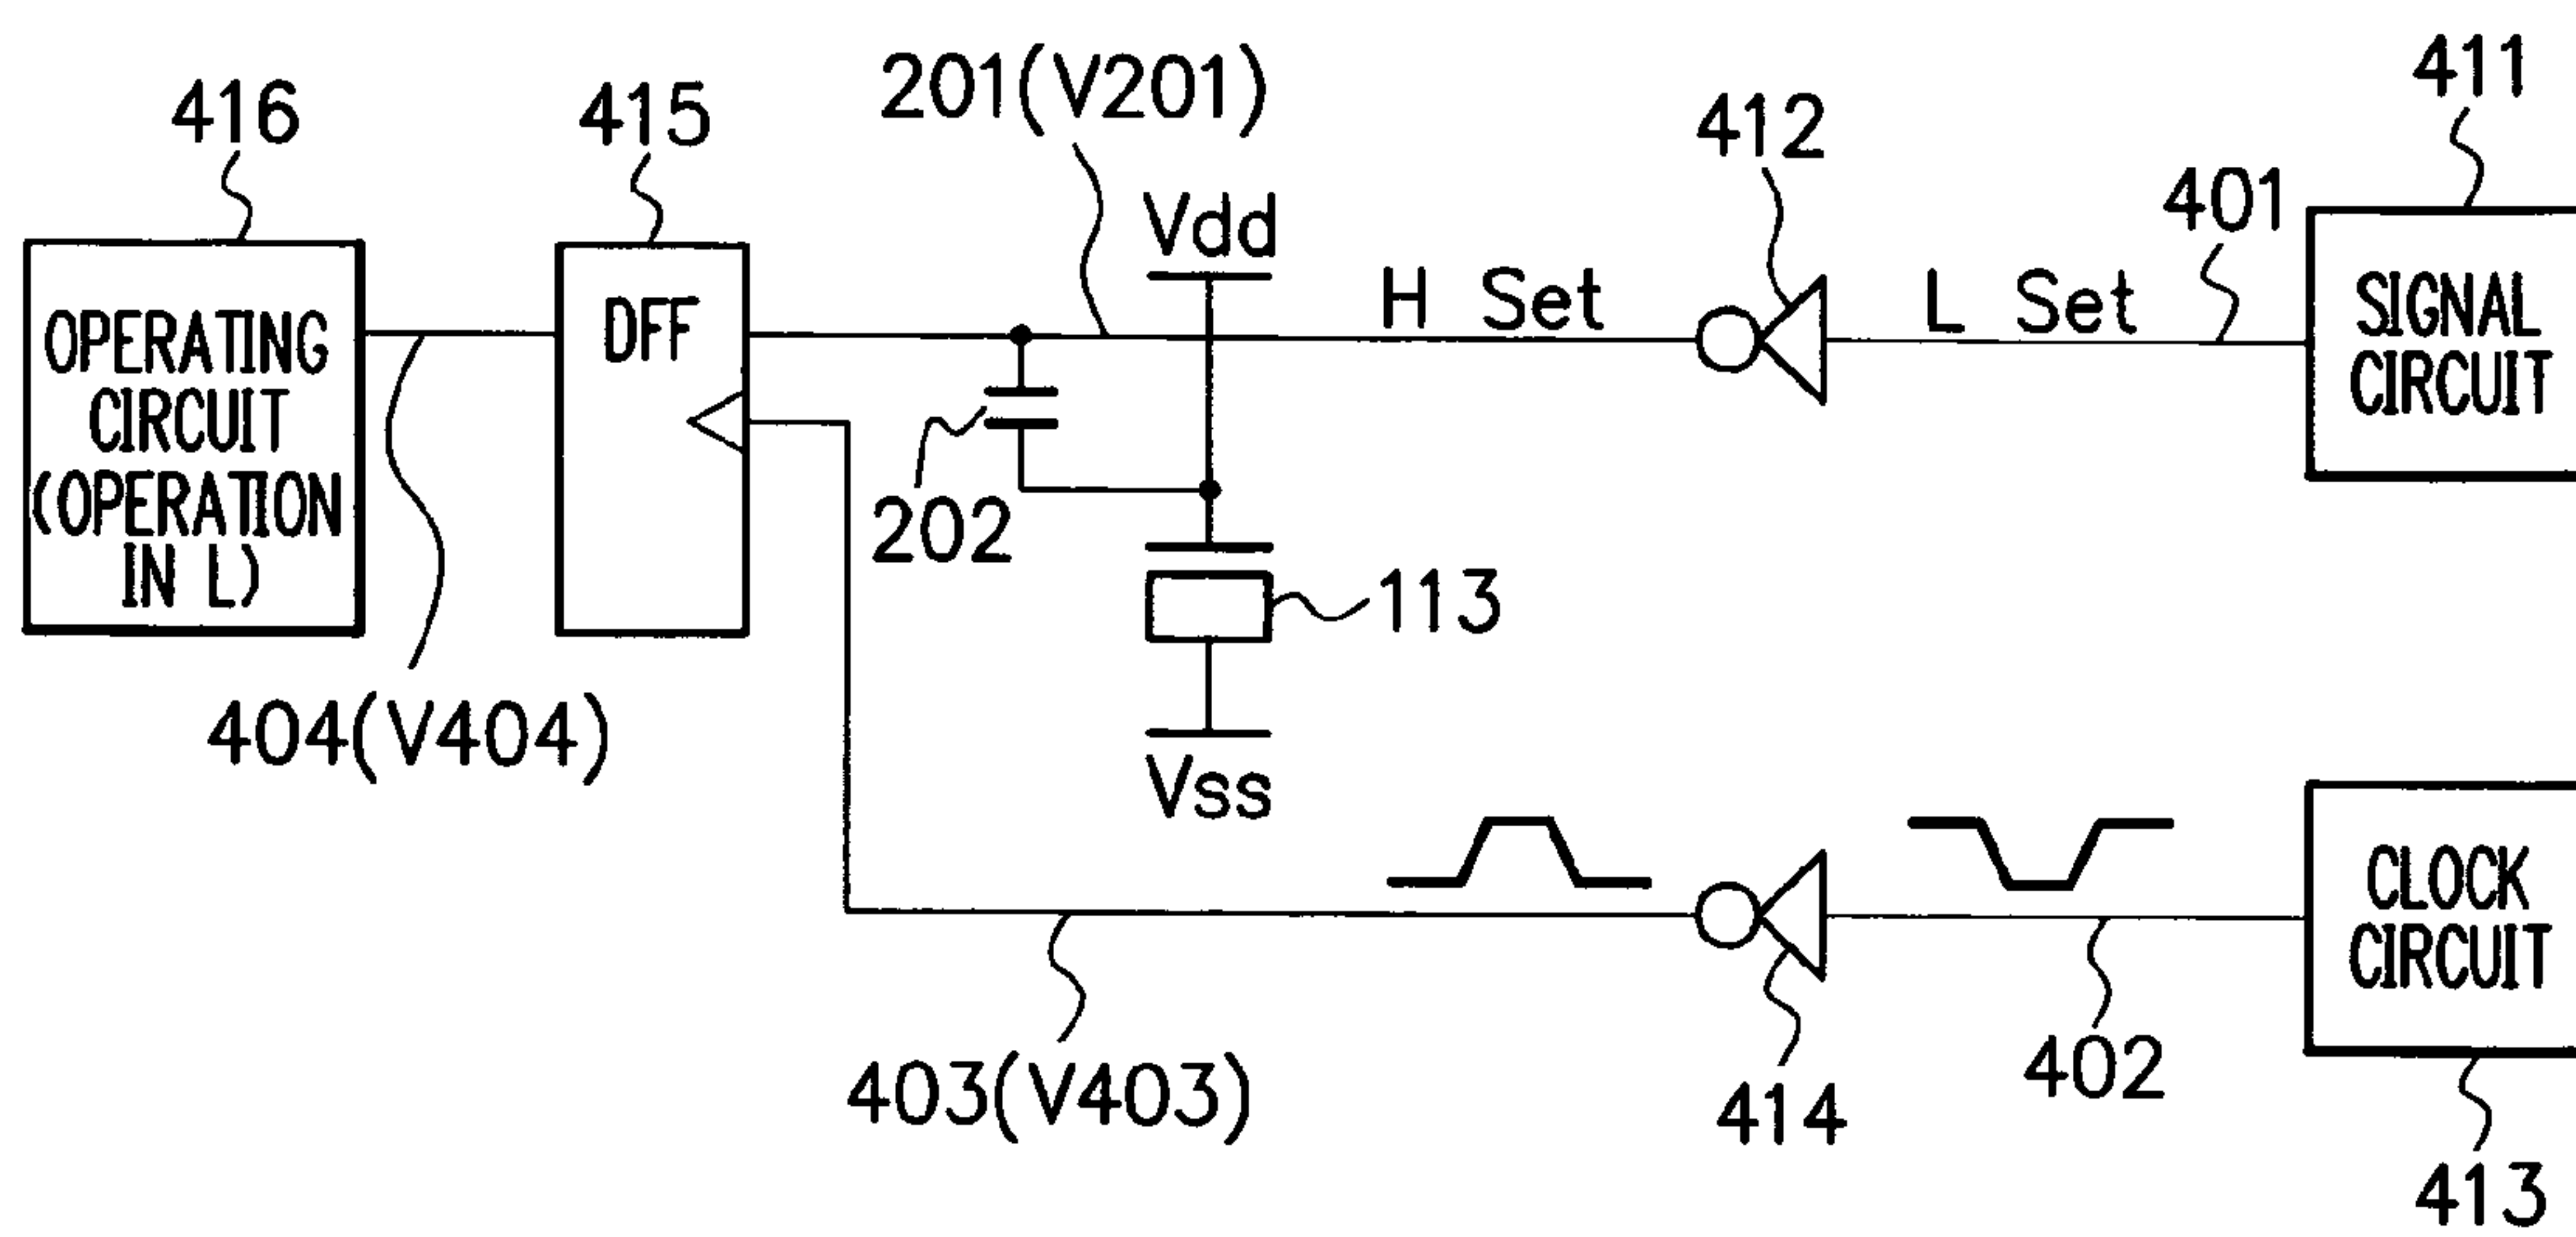 411
416
415
201(V201)
412
401
Vdd
H Set
L Set
SIGNAL
CIRCUIT
DFF
OPERATING
CIRCUIT
(OPERATION
IN L)
202
113
404(V404)
Vss
CLOCK
CIRCUIT
403(V403)
414
402
413